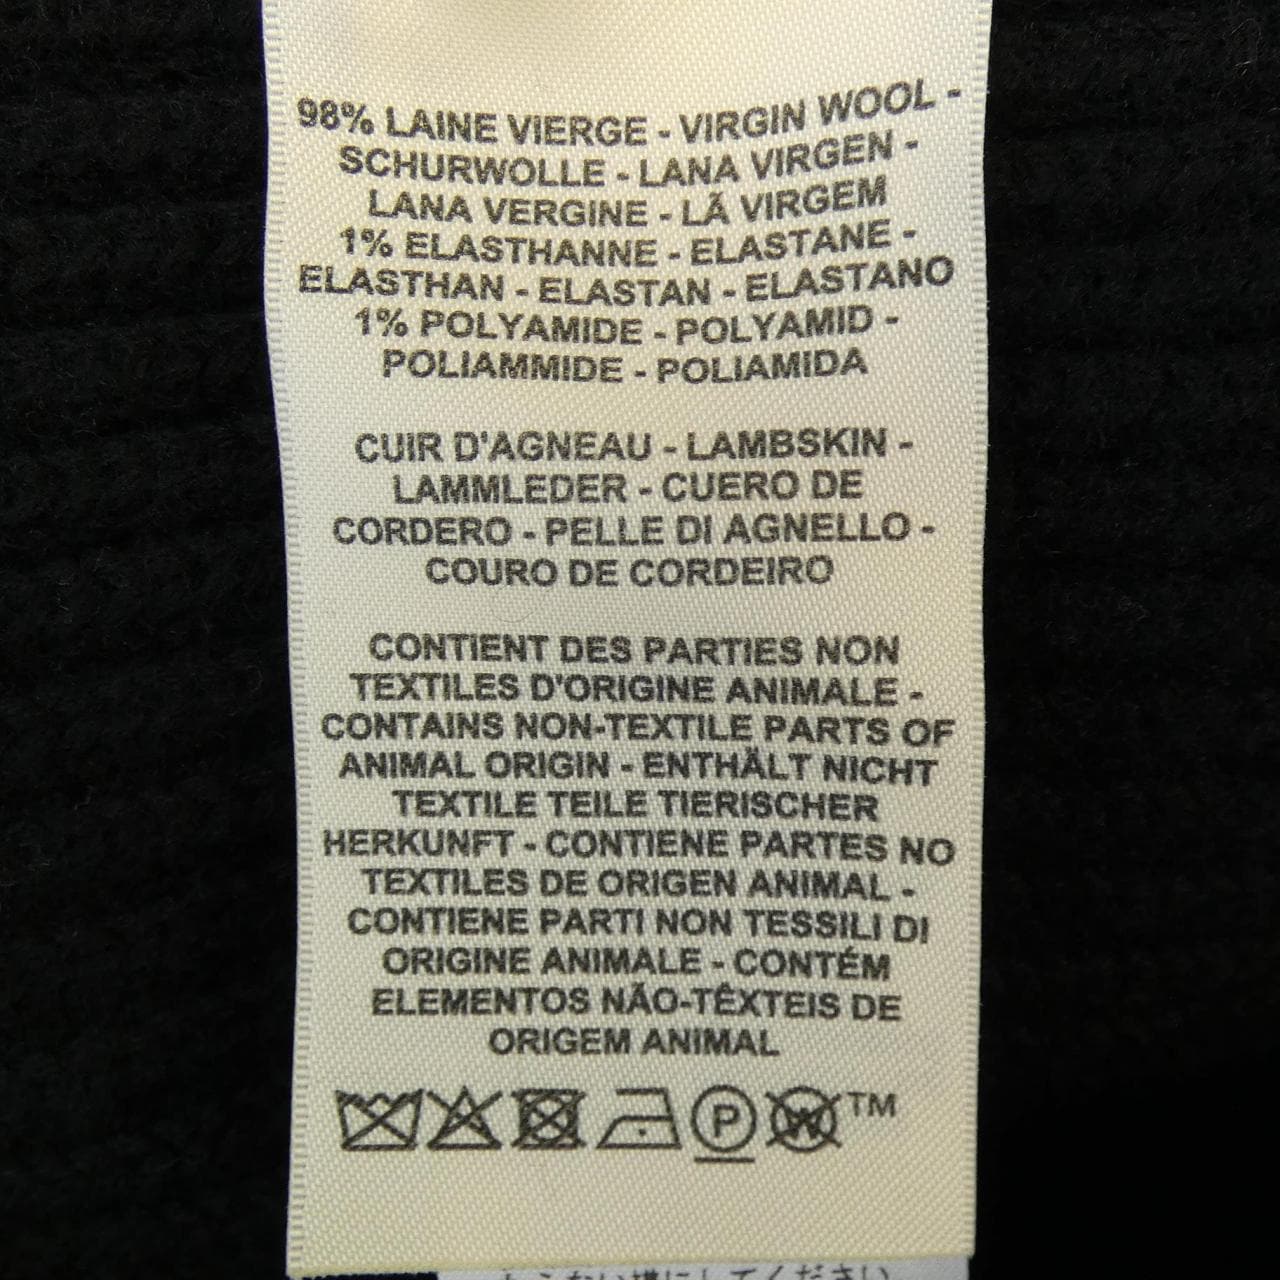 98% LAINE VIERGE - VIRGIN WOOL -
SCHURWOLLE - LANA VIRGEN -
LANA VERGINE - LÃ VIRGEM
1% ELASTHANNE - ELASTANE -
ELASTHAN - ELASTAN - ELASTANO
1% POLYAMIDE - POLYAMID -
POLIAMMIDE - POLIAMIDA
CUIR D'AGNEAU - LAMBSKIN -
LAMMLEDER - CUERO DE
CORDERO - PELLE DI AGNELLO -
COURO DE CORDEIRO
CONTIENT DES PARTIES NON
TEXTILES D'ORIGINE ANIMALE -
CONTAINS NON-TEXTILE PARTS OF
ANIMAL ORIGIN - ENTHÄLT NICHT
TEXTILE TEILE TIERISCHER
HERKUNFT - CONTIENE PARTES NO
TEXTILES DE ORIGEN ANIMAL -
CONTIENE PARTI NON TESSILI DI
ORIGINE ANIMALE - CONTÉM
ELEMENTOS NÃO-TÊXTEIS DE
ORIGEM ANIMAL
P W TM